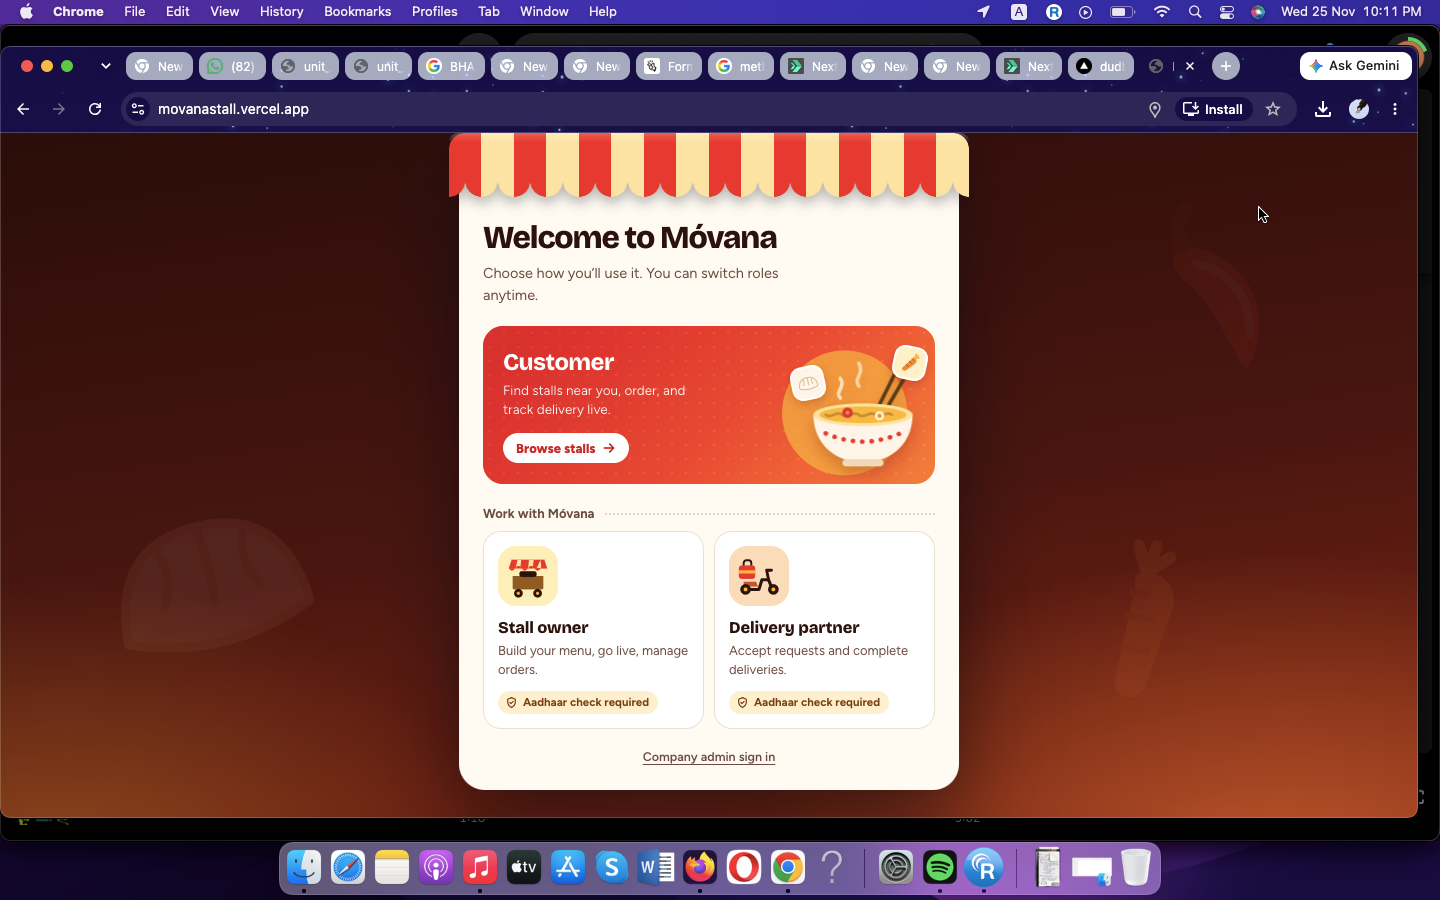 Chrome File Edit View History Bookmarks Profiles Tab Window Help A R Wed 25 Nov 10:11 PM
New (82) unit_ unit_ BHA New New Forn met Next New New Next dud
Ask Gemini
movanastall.vercel.app
Install
Welcome to Móvana
Choose how you’ll use it. You can switch roles
anytime.
Customer
Find stalls near you, order, and
track delivery live.
Browse stalls →
Work with Móvana
Stall owner
Build your menu, go live, manage
orders.
Aadhaar check required
Delivery partner
Accept requests and complete
deliveries.
Aadhaar check required
Company admin sign in
tv
S
W
R